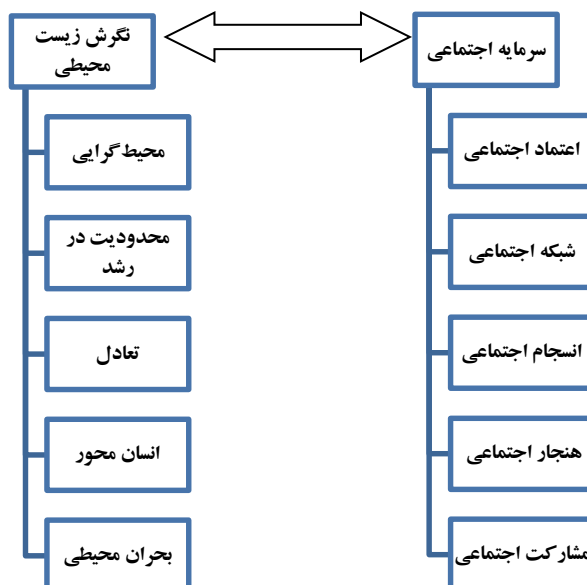 سرمایه اجتماعی
اعتماد اجتماعی
شبکه اجتماعی
انسجام اجتماعی
هنجار اجتماعی
مشارکت اجتماعی
نگرش زیست
محیطی
محیط‌گرایی
محدودیت در
رشد
تعادل
انسان محور
بحران محیطی